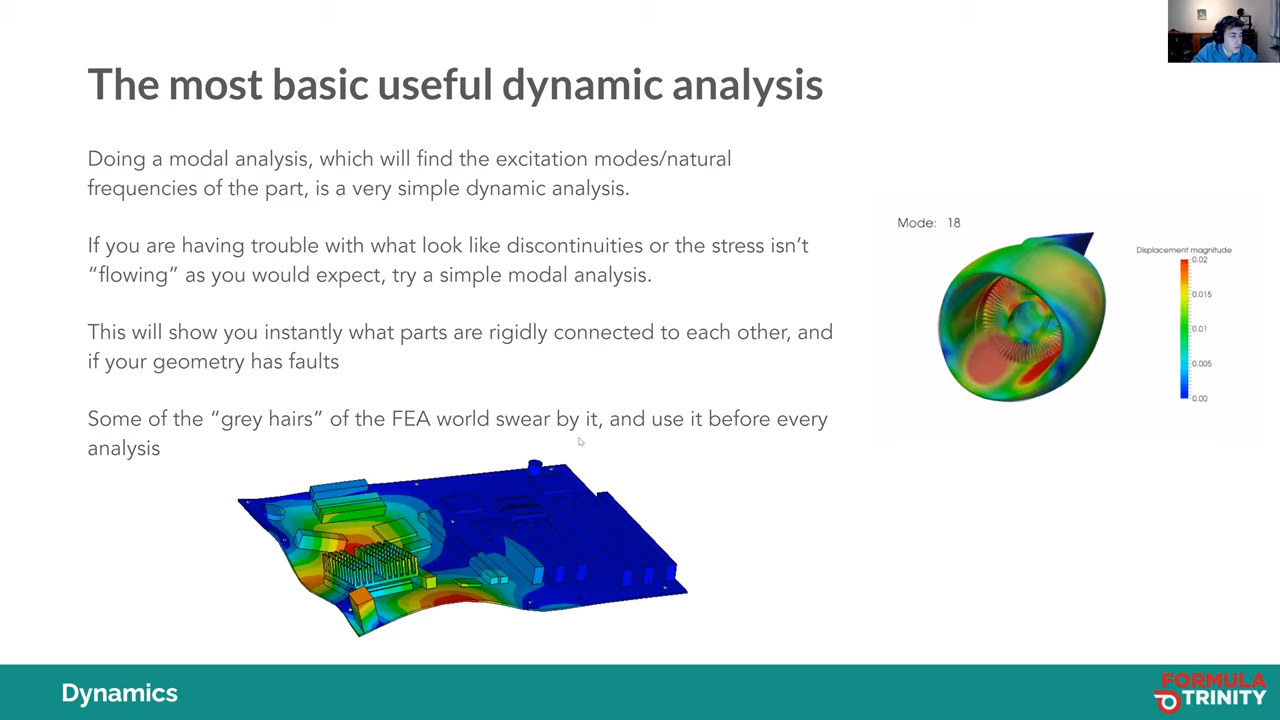 The most basic useful dynamic analysis
Doing a modal analysis, which will find the excitation modes/natural
frequencies of the part, is a very simple dynamic analysis.
If you are having trouble with what look like discontinuities or the stress isn’t
“flowing” as you would expect, try a simple modal analysis.
This will show you instantly what parts are rigidly connected to each other, and
if your geometry has faults
Some of the “grey hairs” of the FEA world swear by it, and use it before every
analysis
Mode: 18
Displacement magnitude
0.02
0.015
0.01
0.005
0.00
Dynamics
FORMULA
TRINITY